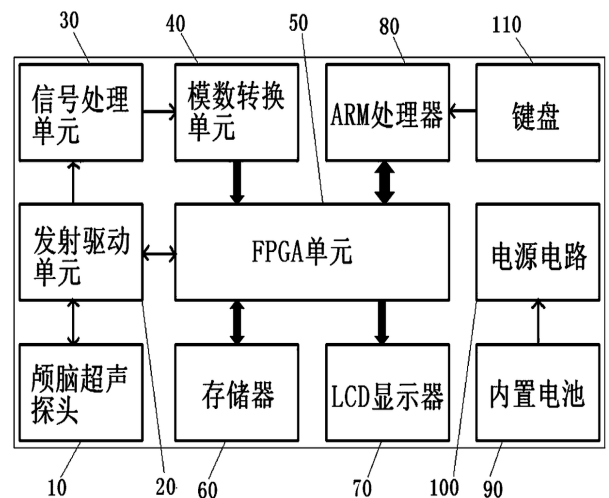 30 40 50 80 110
信号处理
单元
模数转换
单元
ARM处理器
键盘
发射驱动
单元
FPGA单元
电源电路
颅脑超声
探头
存储器
LCD显示器
内置电池
10 20 60 70 100 90